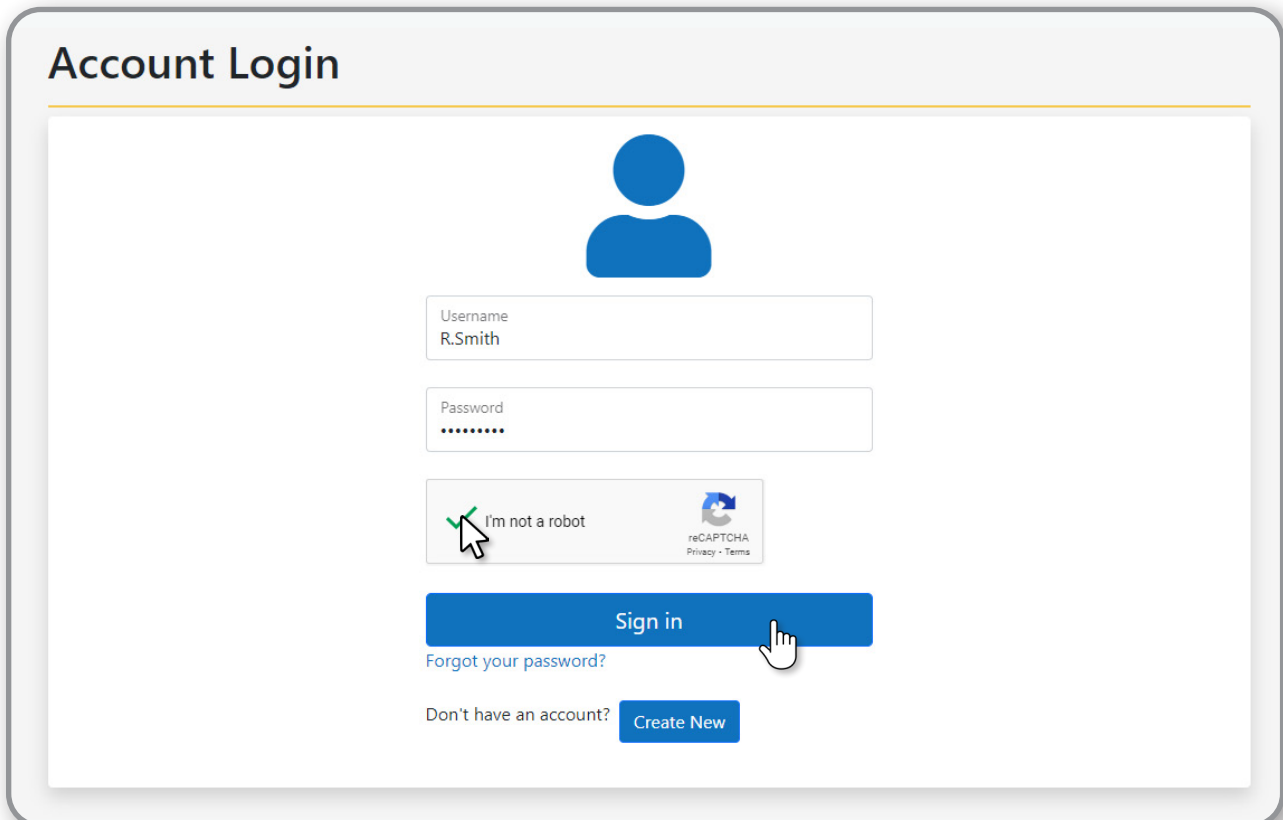 Account Login
Username
R.Smith
Password
•••••••••
I'm not a robot
reCAPTCHA
Privacy - Terms
Sign in
Forgot your password?
Don't have an account? Create New